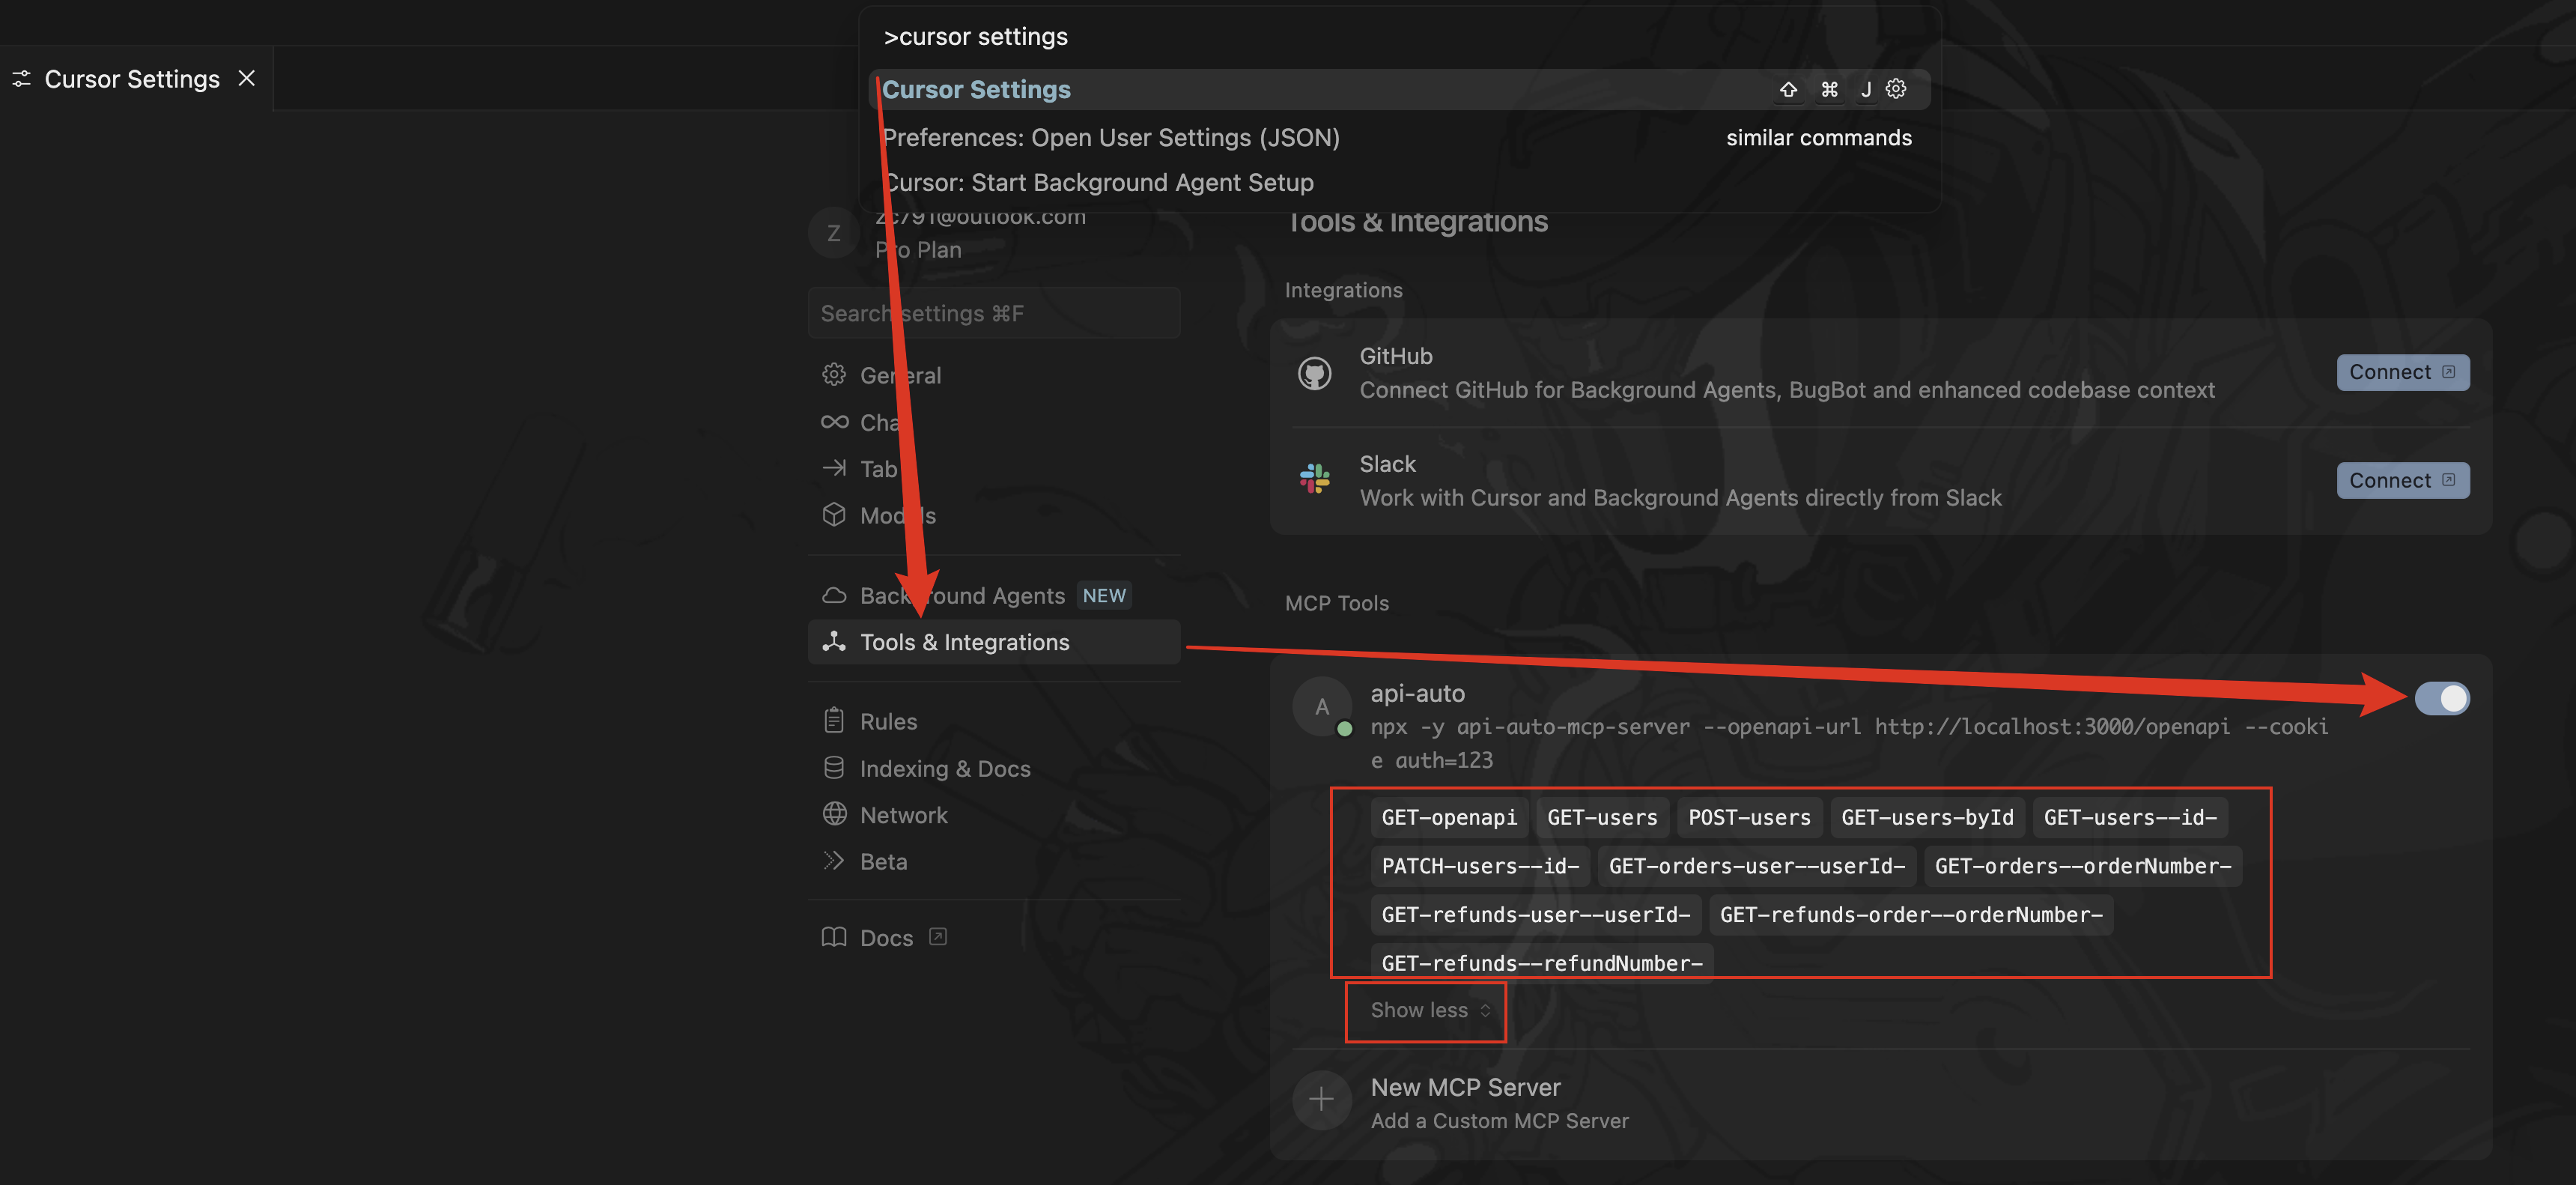 >cursor settings
Cursor Settings
Cursor Settings ⇧ ⌘ J
Preferences: Open User Settings (JSON) similar commands
Cursor: Start Background Agent Setup
Z
zc791@outlook.com
Pro Plan
Search settings ⌘F
General
Chat
Tab
Models
Background Agents NEW
Tools & Integrations
Rules
Indexing & Docs
Network
Beta
Docs
Tools & Integrations
Integrations
GitHub
Connect GitHub for Background Agents, BugBot and enhanced codebase context
Connect
Slack
Work with Cursor and Background Agents directly from Slack
Connect
MCP Tools
A
api-auto
npx -y api-auto-mcp-server --openapi-url http://localhost:3000/openapi --cooki
e auth=123
GET-openapi GET-users POST-users GET-users-byId GET-users--id-
PATCH-users--id- GET-orders-user--userId- GET-orders--orderNumber-
GET-refunds-user--userId- GET-refunds-order--orderNumber-
GET-refunds--refundNumber-
Show less
New MCP Server
Add a Custom MCP Server